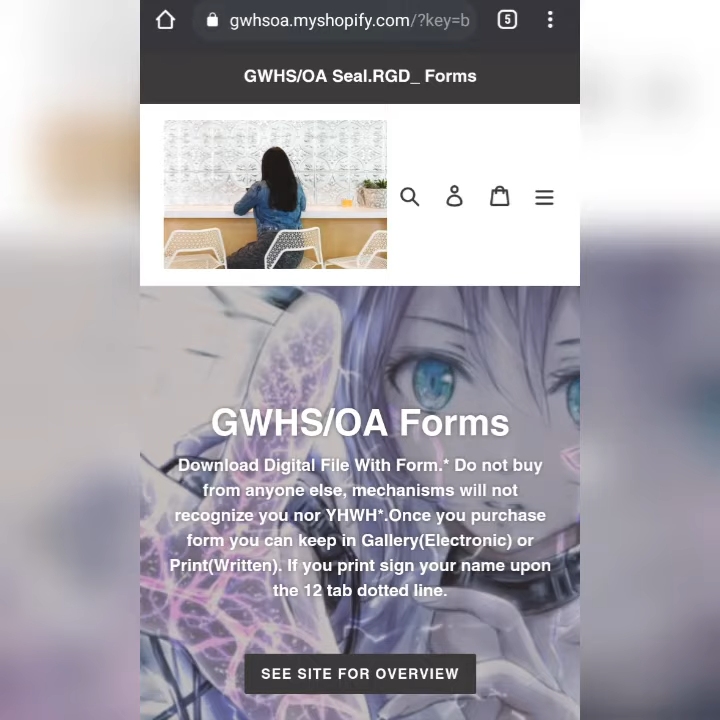 gwhsoa.myshopify.com/?key=b
5
GWHS/OA Seal.RGD_ Forms
GWHS/OA Forms
Download Digital File With Form.* Do not buy
from anyone else, mechanisms will not
recognize you nor YHWH*.Once you purchase
form you can keep in Gallery(Electronic) or
Print(Written). If you print sign your name upon
the 12 tab dotted line.
SEE SITE FOR OVERVIEW